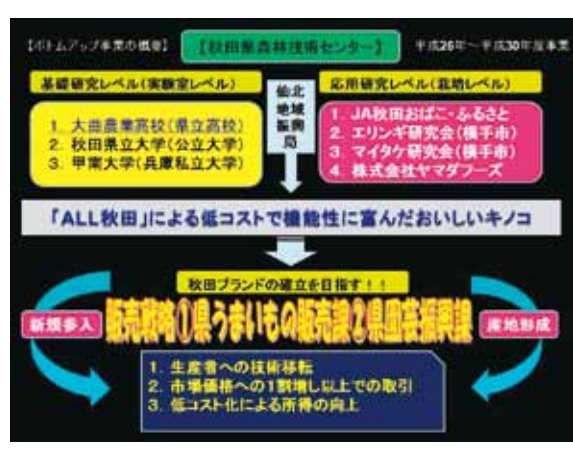 【ボトムアップ事業の概要】
【秋田県森林技術センター】
平成26年〜平成30年度事業
基礎研究レベル(実験室レベル)
1. 大曲農業高校(県立高校)
2. 秋田県立大学(公立大学)
3. 甲南大学(兵庫私立大学)
仙北
地域
振興
局
応用研究レベル(栽培レベル)
1. JA秋田おばこ・ふるさと
2. エリンギ研究会(横手市)
3. マイタケ研究会(横手市)
4. 株式会社ヤマダフーズ
「ALL秋田」による低コストで機能性に富んだおいしいキノコ
秋田ブランドの確立を目指す!!
新規参入
販売戦略①県うまいもの販売課②県園芸振興課
産地形成
1. 生産者への技術移転
2. 市場価格への1割増し以上での取引
3. 低コスト化による所得の向上